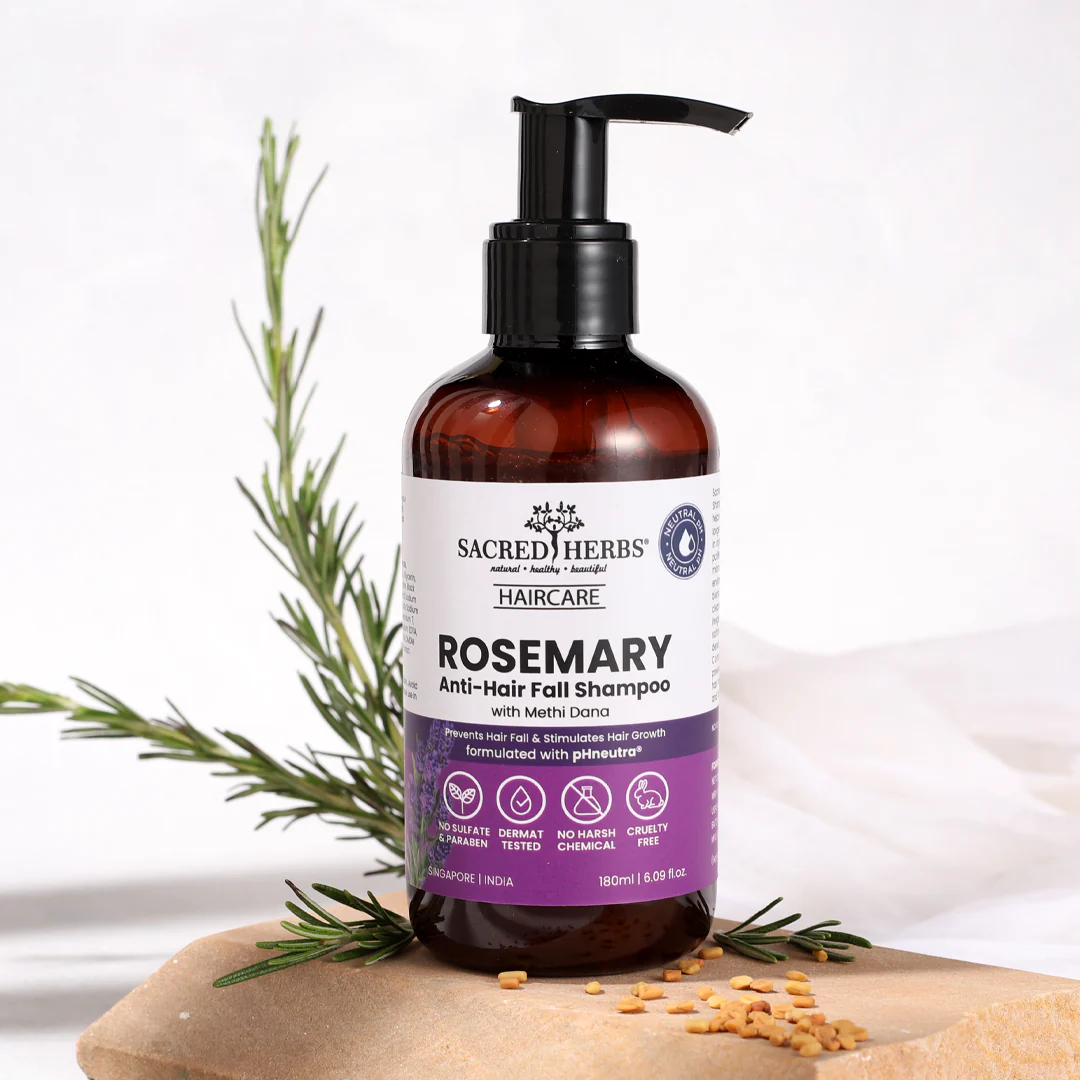 SACRED HERBS®
natural • healthy • beautiful
HAIRCARE
NEUTRAL PH
NEUTRAL PH
ROSEMARY
Anti-Hair Fall Shampoo
with Methi Dana
Prevents Hair Fall & Stimulates Hair Growth
formulated with pHneutra®
NO SULFATE
& PARABEN
DERMAT
TESTED
NO HARSH
CHEMICAL
CRUELTY
FREE
SINGAPORE | INDIA
180ml | 6.09 fl.oz.